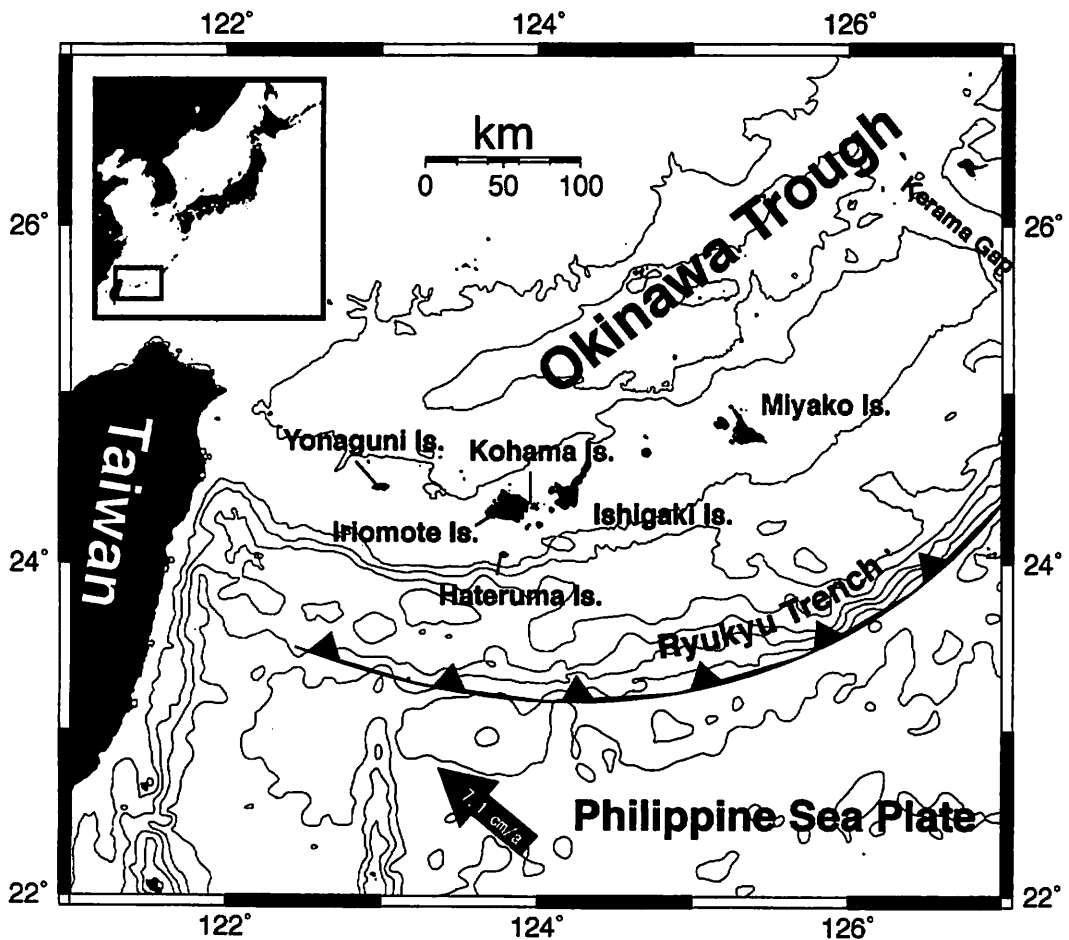 122° 124° 126°
km
0 50 100
Okinawa Trough
Kerama Gap
26° 26°
Taiwan
Miyako Is.
Yonaguni Is.
Kohama Is.
Iriomote Is.
Ishigaki Is.
24° 24°
Hateruma Is.
Ryukyu Trench
7.1 cm/a
Philippine Sea Plate
22° 22°
122° 124° 126°